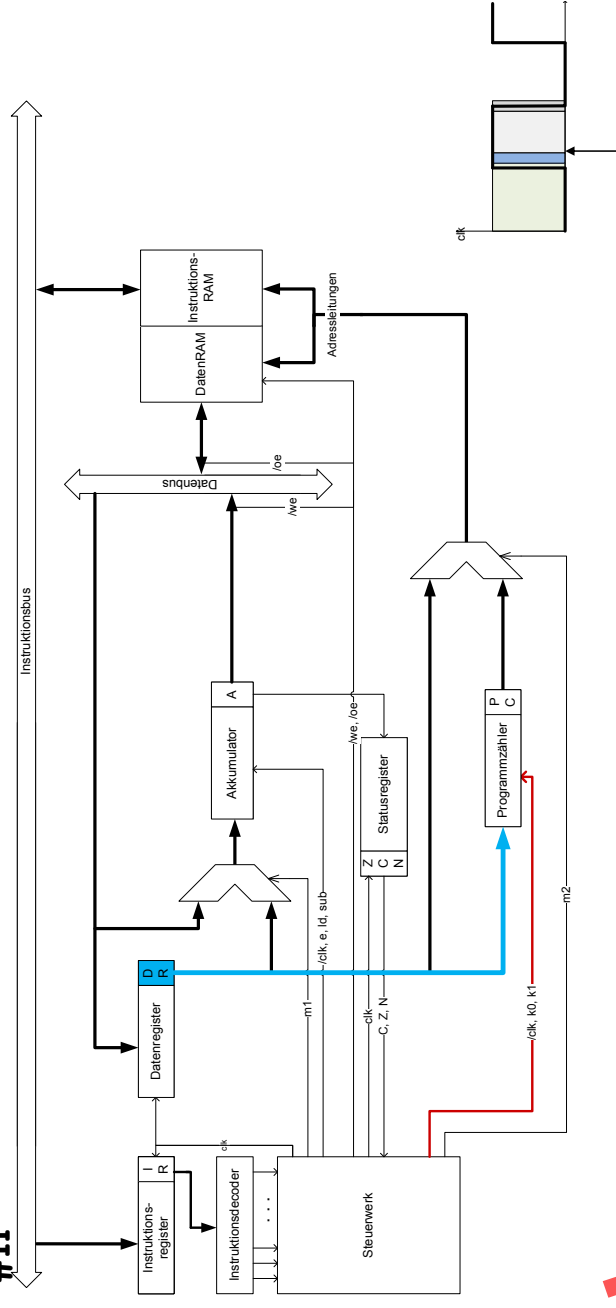 #11
Instruktionsbus
Instruktions-
register
I
R
Instruktionsdecoder
. . .
Steuerwerk
clk
Datenregister
D
R
m1
/clk, e, ld, sub
Akkumulator
A
/we, /oe
clk
C, Z, N
Z
C
N
Statusregister
/clk, k0, k1
m2
Programmzähler
P
C
Datenbus
/we
/oe
DatenRAM
Instruktions-
RAM
Adressleitungen
clk